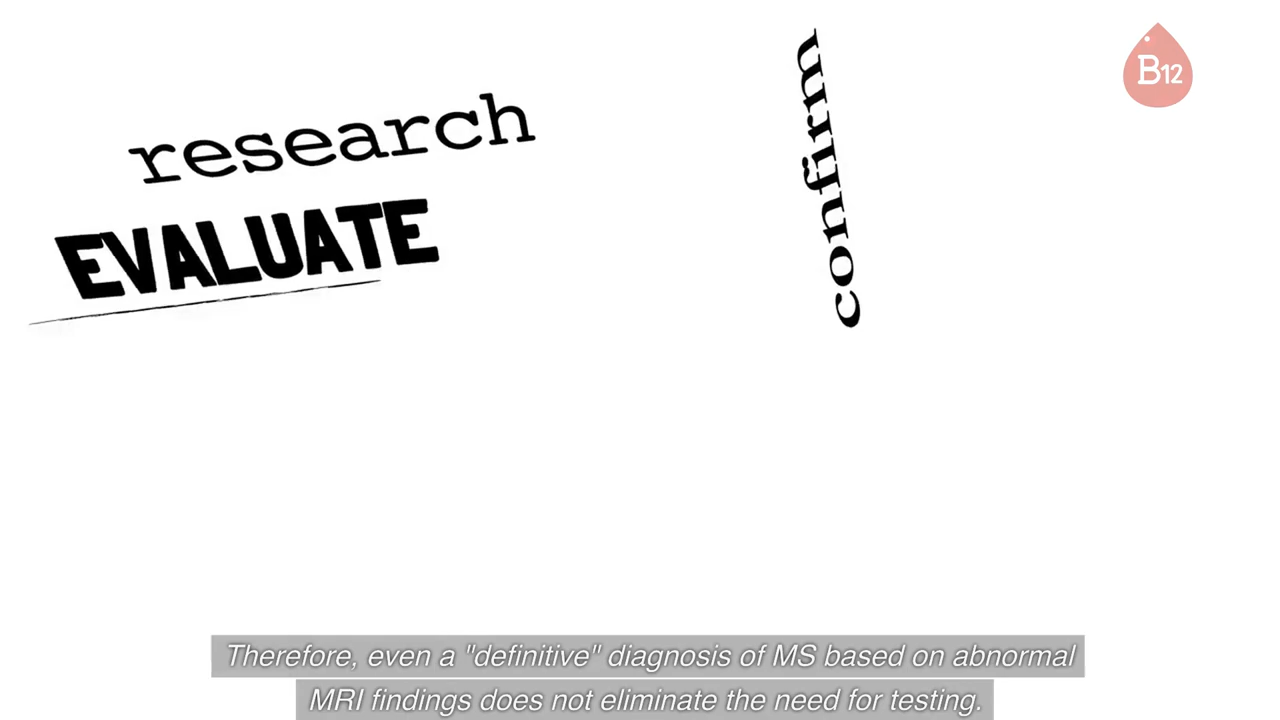 research
EVALUATE
confirm
B12
Therefore, even a "definitive" diagnosis of MS based on abnormal
MRI findings does not eliminate the need for testing.